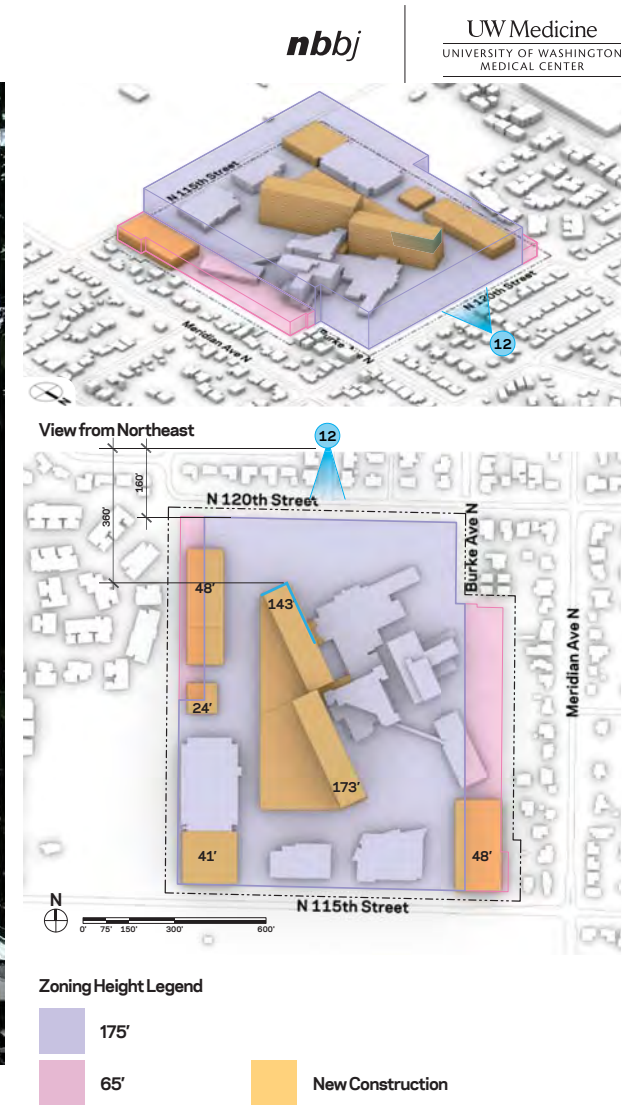 nbbj
UW Medicine
UNIVERSITY OF WASHINGTON
MEDICAL CENTER
N 115th Street
N 120th Street
12
Meridian Ave N
Burke Ave N
N
View from Northeast
12
160'
360'
N 120th Street
Burke Ave N
48'
143
Meridian Ave N
24'
173'
41'
48'
N
N 115th Street
0' 75' 150' 300' 600'
Zoning Height Legend
175'
65'
New Construction